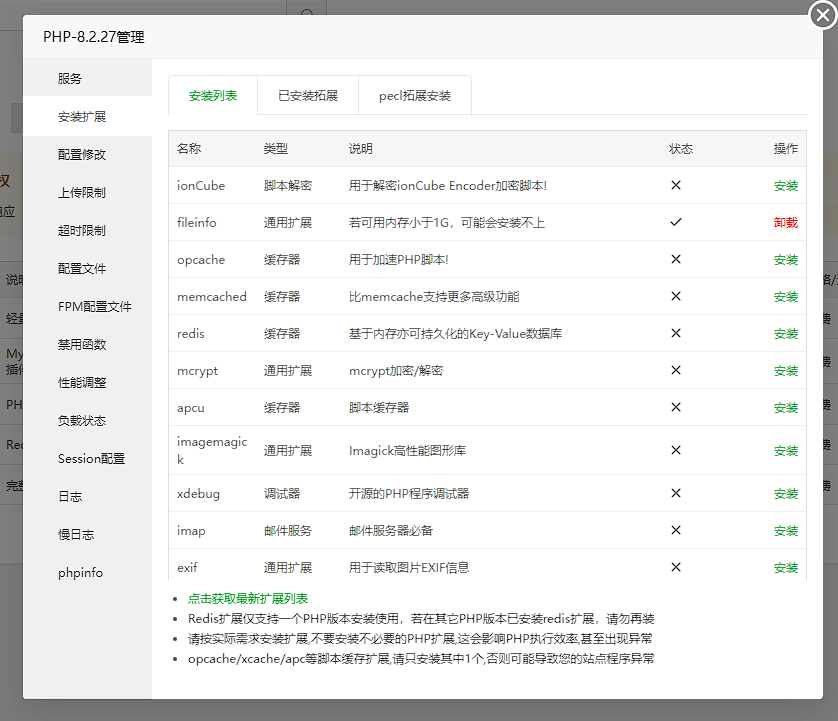 PHP-8.2.27管理
服务
安装扩展
配置修改
上传限制
超时限制
配置文件
FPM配置文件
禁用函数
性能调整
负载状态
Session配置
日志
慢日志
phpinfo
安装列表 已安装拓展 pecl拓展安装
名称 类型 说明 状态 操作
ionCube 脚本解密 用于解密ionCube Encoder加密脚本! 安装
fileinfo 通用扩展 若可用内存小于1G，可能会安装不上 卸载
opcache 缓存器 用于加速PHP脚本! 安装
memcached 缓存器 比memcache支持更多高级功能 安装
redis 缓存器 基于内存亦可持久化的Key-Value数据库 安装
mcrypt 通用扩展 mcrypt加密/解密 安装
apcu 缓存器 脚本缓存器 安装
imagemagic
k 通用扩展 Imagick高性能图形库 安装
xdebug 调试器 开源的PHP程序调试器 安装
imap 邮件服务 邮件服务器必备 安装
exif 通用扩展 用于读取图片EXIF信息 安装
点击获取最新扩展列表
Redis扩展仅支持一个PHP版本安装使用，若在其它PHP版本已安装redis扩展，请勿再装
请按实际需求安装扩展,不要安装不必要的PHP扩展,这会影响PHP执行效率,甚至出现异常
opcache/xcache/apc等脚本缓存扩展,请只安装其中1个,否则可能导致您的站点程序异常
权
应
说明
轻量
My
插件
PH
Red
完整
费